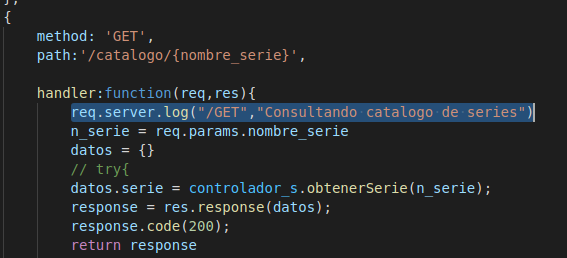 },
{
method: 'GET',
path:'/catalogo/{nombre_serie}',
handler:function(req,res){
req.server.log("/GET","Consultando catalogo de series")
n_serie = req.params.nombre_serie
datos = {}
// try{
datos.serie = controlador_s.obtenerSerie(n_serie);
response = res.response(datos);
response.code(200);
return response